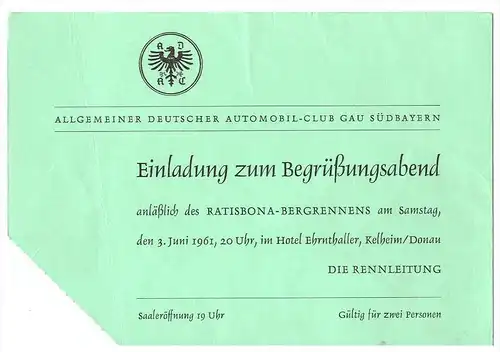 A D
A C
ALLGEMEINER DEUTSCHER AUTOMOBIL-CLUB GAU SÜDBAYERN
Einladung zum Begrüßungsabend
anläßlich des RATISBONA-BERGRENNENS am Samstag,
den 3. Juni 1961, 20 Uhr, im Hotel Ehrnthaller, Kelheim/Donau
DIE RENNLEITUNG
Saaleröffnung 19 Uhr Gültig für zwei Personen